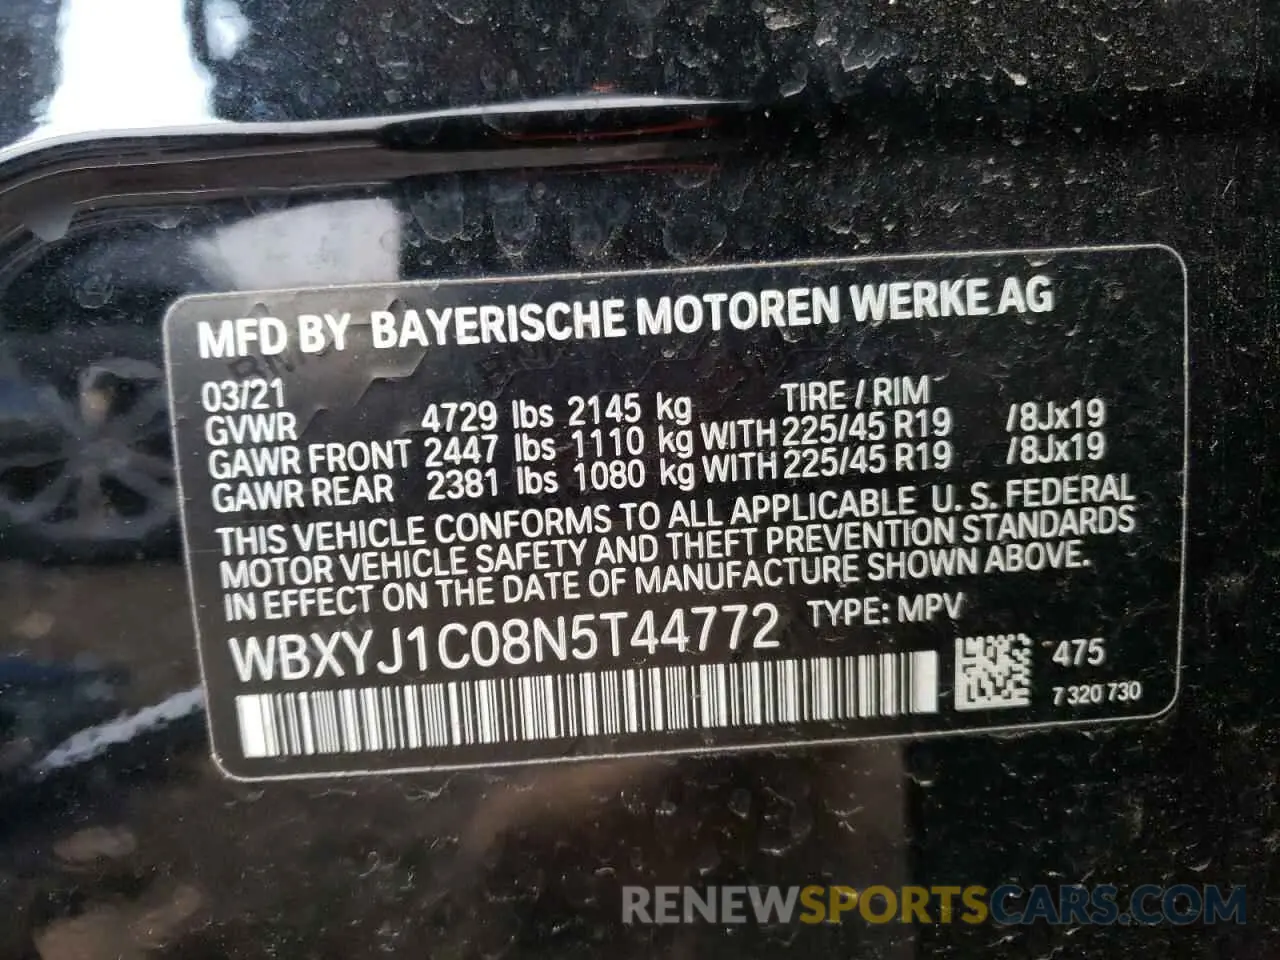 MFD BY BAYERISCHE MOTOREN WERKE AG
03/21 TIRE / RIM
GVWR 4729 lbs 2145 kg
GAWR FRONT 2447 lbs 1110 kg WITH 225/45 R19 /8Jx19
GAWR REAR 2381 lbs 1080 kg WITH 225/45 R19 /8Jx19
THIS VEHICLE CONFORMS TO ALL APPLICABLE U. S. FEDERAL
MOTOR VEHICLE SAFETY AND THEFT PREVENTION STANDARDS
IN EFFECT ON THE DATE OF MANUFACTURE SHOWN ABOVE.
WBXYJ1C08N5T44772 TYPE: MPV
475
7 320 730
RENEWSPORTSCARS.COM